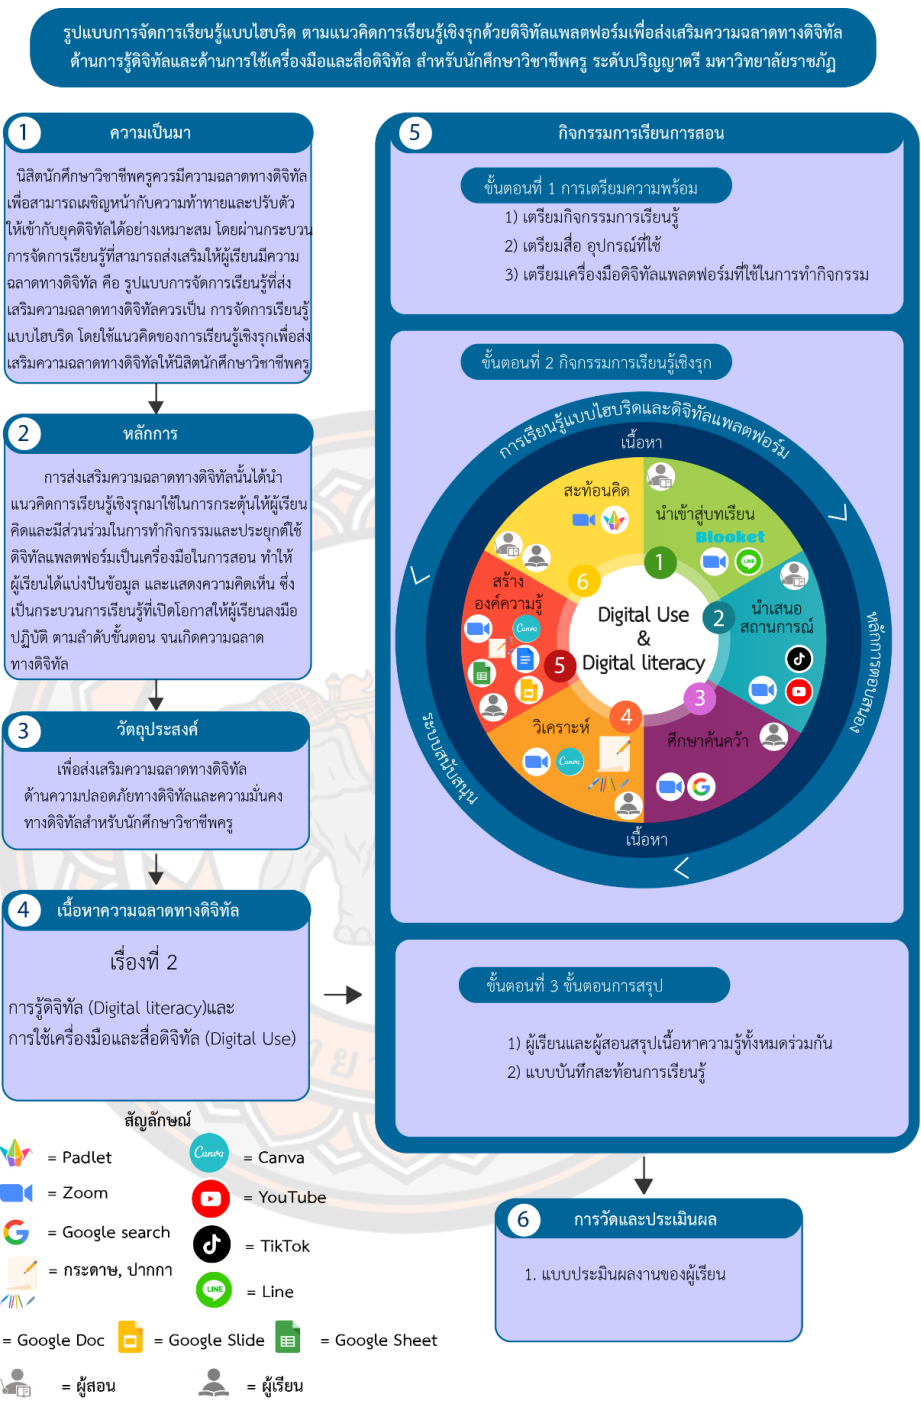 รูปแบบการจัดการเรียนรู้แบบไฮบริด ตามแนวคิดการเรียนรู้เชิงรุกด้วยดิจิทัลแพลตฟอร์มเพื่อส่งเสริมความฉลาดทางดิจิทัล
ด้านการรู้ดิจิทัลและด้านการใช้เครื่องมือและสื่อดิจิทัล สำหรับนักศึกษาวิชาชีพครู ระดับปริญญาตรี มหาวิทยาลัยราชภัฏ
1 ความเป็นมา
นิสิตนักศึกษาวิชาชีพครูควรมีความฉลาดทางดิจิทัล
เพื่อสามารถเผชิญหน้ากับความท้าทายและปรับตัว
ให้เข้ากับยุคดิจิทัลได้อย่างเหมาะสม โดยผ่านกระบวน
การจัดการเรียนรู้ที่สามารถส่งเสริมให้ผู้เรียนมีความ
ฉลาดทางดิจิทัล คือ รูปแบบการจัดการเรียนรู้ที่ส่ง
เสริมความฉลาดทางดิจิทัลควรเป็น การจัดการเรียนรู้
แบบไฮบริด โดยใช้แนวคิดของการเรียนรู้เชิงรุกเพื่อส่ง
เสริมความฉลาดทางดิจิทัลให้นิสิตนักศึกษาวิชาชีพครู
2 หลักการ
การส่งเสริมความฉลาดทางดิจิทัลนั้นได้นำ
แนวคิดการเรียนรู้เชิงรุกมาใช้ในการกระตุ้นให้ผู้เรียน
คิดและมีส่วนร่วมในการทำกิจกรรมและประยุกต์ใช้
ดิจิทัลแพลตฟอร์มเป็นเครื่องมือในการสอน ทำให้
ผู้เรียนได้แบ่งปันข้อมูล และแสดงความคิดเห็น ซึ่ง
เป็นกระบวนการเรียนรู้ที่เปิดโอกาสให้ผู้เรียนลงมือ
ปฏิบัติ ตามลำดับขั้นตอน จนเกิดความฉลาด
ทางดิจิทัล
3 วัตถุประสงค์
เพื่อส่งเสริมความฉลาดทางดิจิทัล
ด้านความปลอดภัยทางดิจิทัลและความมั่นคง
ทางดิจิทัลสำหรับนักศึกษาวิชาชีพครู
4 เนื้อหาความฉลาดทางดิจิทัล
เรื่องที่ 2
การรู้ดิจิทัล (Digital literacy)และ
การใช้เครื่องมือและสื่อดิจิทัล (Digital Use)
5 กิจกรรมการเรียนการสอน
ขั้นตอนที่ 1 การเตรียมความพร้อม
1) เตรียมกิจกรรมการเรียนรู้
2) เตรียมสื่อ อุปกรณ์ที่ใช้
3) เตรียมเครื่องมือดิจิทัลแพลตฟอร์มที่ใช้ในการทำกิจกรรม
ขั้นตอนที่ 2 กิจกรรมการเรียนรู้เชิงรุก
การเรียนรู้แบบไฮบริดและดิจิทัลแพลตฟอร์ม
หลักการตอบสนอง
ระบบสนับสนุน
เนื้อหา
1 นำเข้าสู่บทเรียน
Blooket
LINE
2 นำเสนอ
สถานการณ์
3 ศึกษาค้นคว้า
4 วิเคราะห์
Canva
5 สร้าง
องค์ความรู้
Canva
6 สะท้อนคิด
Digital Use
&
Digital literacy
เนื้อหา
ขั้นตอนที่ 3 ขั้นตอนการสรุป
1) ผู้เรียนและผู้สอนสรุปเนื้อหาความรู้ทั้งหมดร่วมกัน
2) แบบบันทึกสะท้อนการเรียนรู้
6 การวัดและประเมินผล
1. แบบประมินผลงานของผู้เรียน
สัญลักษณ์
= Padlet
Canva = Canva
= Zoom
= YouTube
= Google search
= TikTok
= กระดาษ, ปากกา
LINE = Line
= Google Doc = Google Slide = Google Sheet
= ผู้สอน = ผู้เรียน